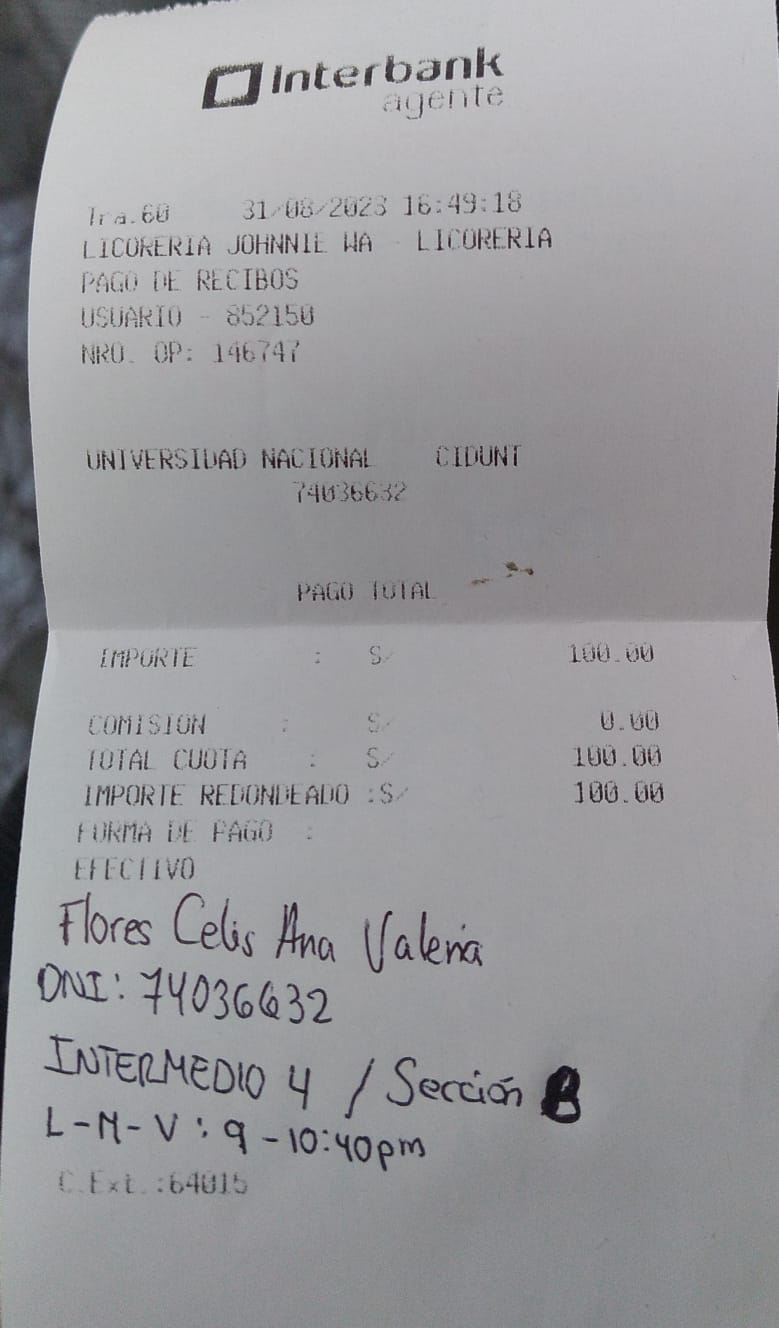 Interbank
agente
Tra.60 31/08/2023 16:49:18
LICORERIA JOHNNIE WA - LICORERIA
PAGO DE RECIBOS
USUARIO - 852150
NRO. OP: 146747
UNIVERSIDAD NACIONAL CIDUNT
74036632
PAGO TOTAL
IMPORTE : S/ 100.00
COMISION : S/ 0.00
TOTAL CUOTA : S/ 100.00
IMPORTE REDONDEADO :S/ 100.00
FORMA DE PAGO :
EFECTIVO
Flores Celis Ana Valeria
DNI: 74036632
INTERMEDIO 4 / Sección B
L-M-V: 9-10:40pm
C.Ext.:64015